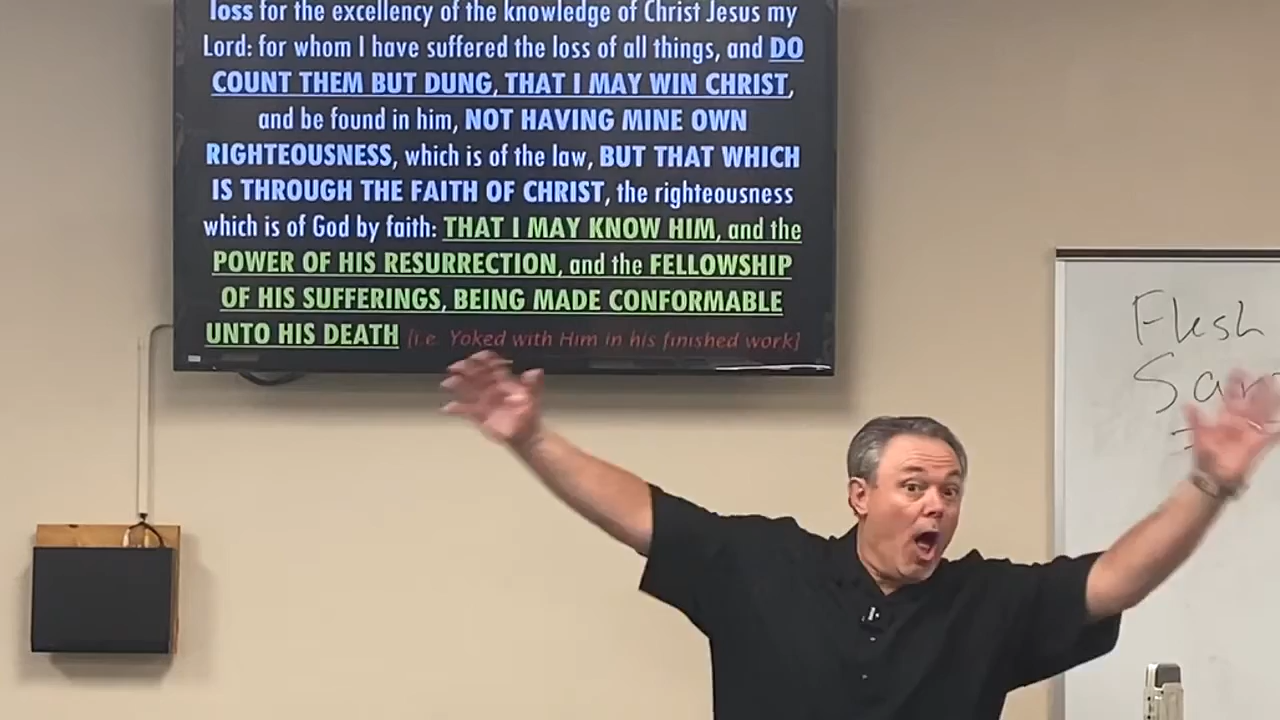 loss for the excellency of the knowledge of Christ Jesus my
Lord: for whom I have suffered the loss of all things, and DO
COUNT THEM BUT DUNG, THAT I MAY WIN CHRIST,
and be found in him, NOT HAVING MINE OWN
RIGHTEOUSNESS, which is of the law, BUT THAT WHICH
IS THROUGH THE FAITH OF CHRIST, the righteousness
which is of God by faith: THAT I MAY KNOW HIM, and the
POWER OF HIS RESURRECTION, and the FELLOWSHIP
OF HIS SUFFERINGS, BEING MADE CONFORMABLE
UNTO HIS DEATH [i.e. Yoked with Him in his finished work]
Flesh